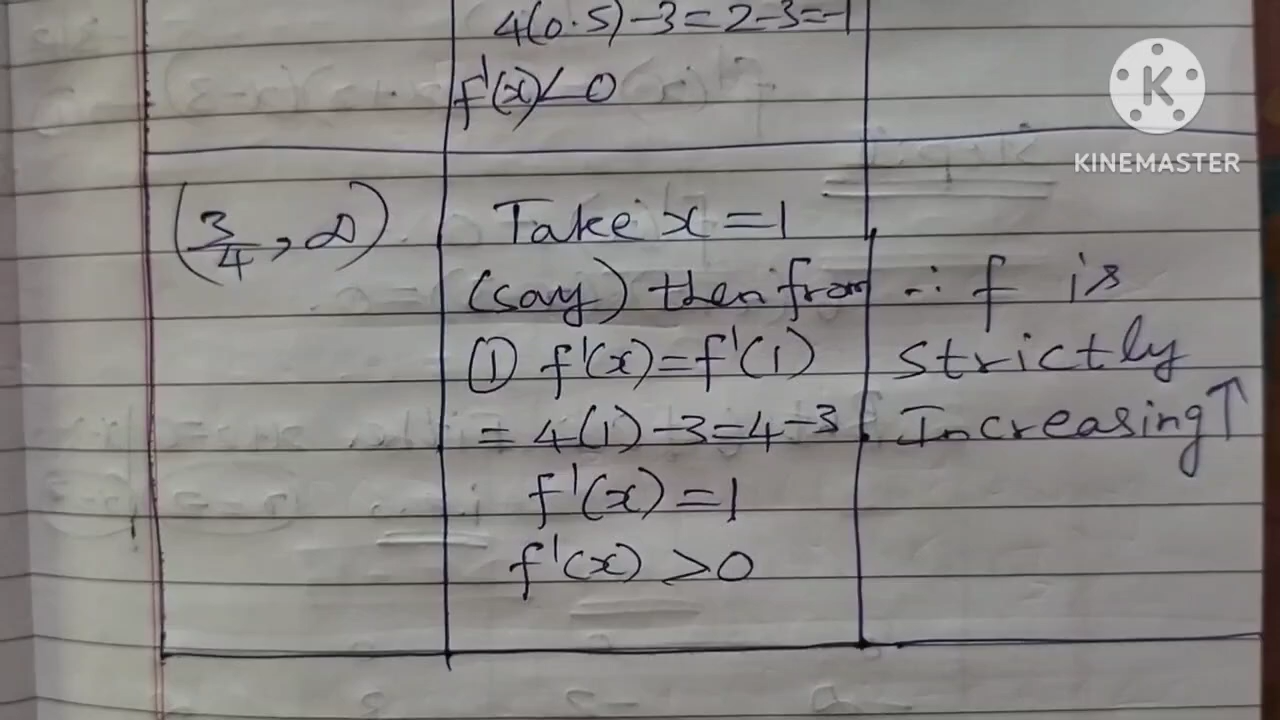 4(0.5)-3=2-3=-1
f'(x)<0
(3/4, ∞)
Take x=1
(say) then from
① f'(x)=f'(1)
=4(1)-3=4-3
f'(x)=1
f'(x)>0
∴ f is
strictly
Increasing↑
KINEMASTER